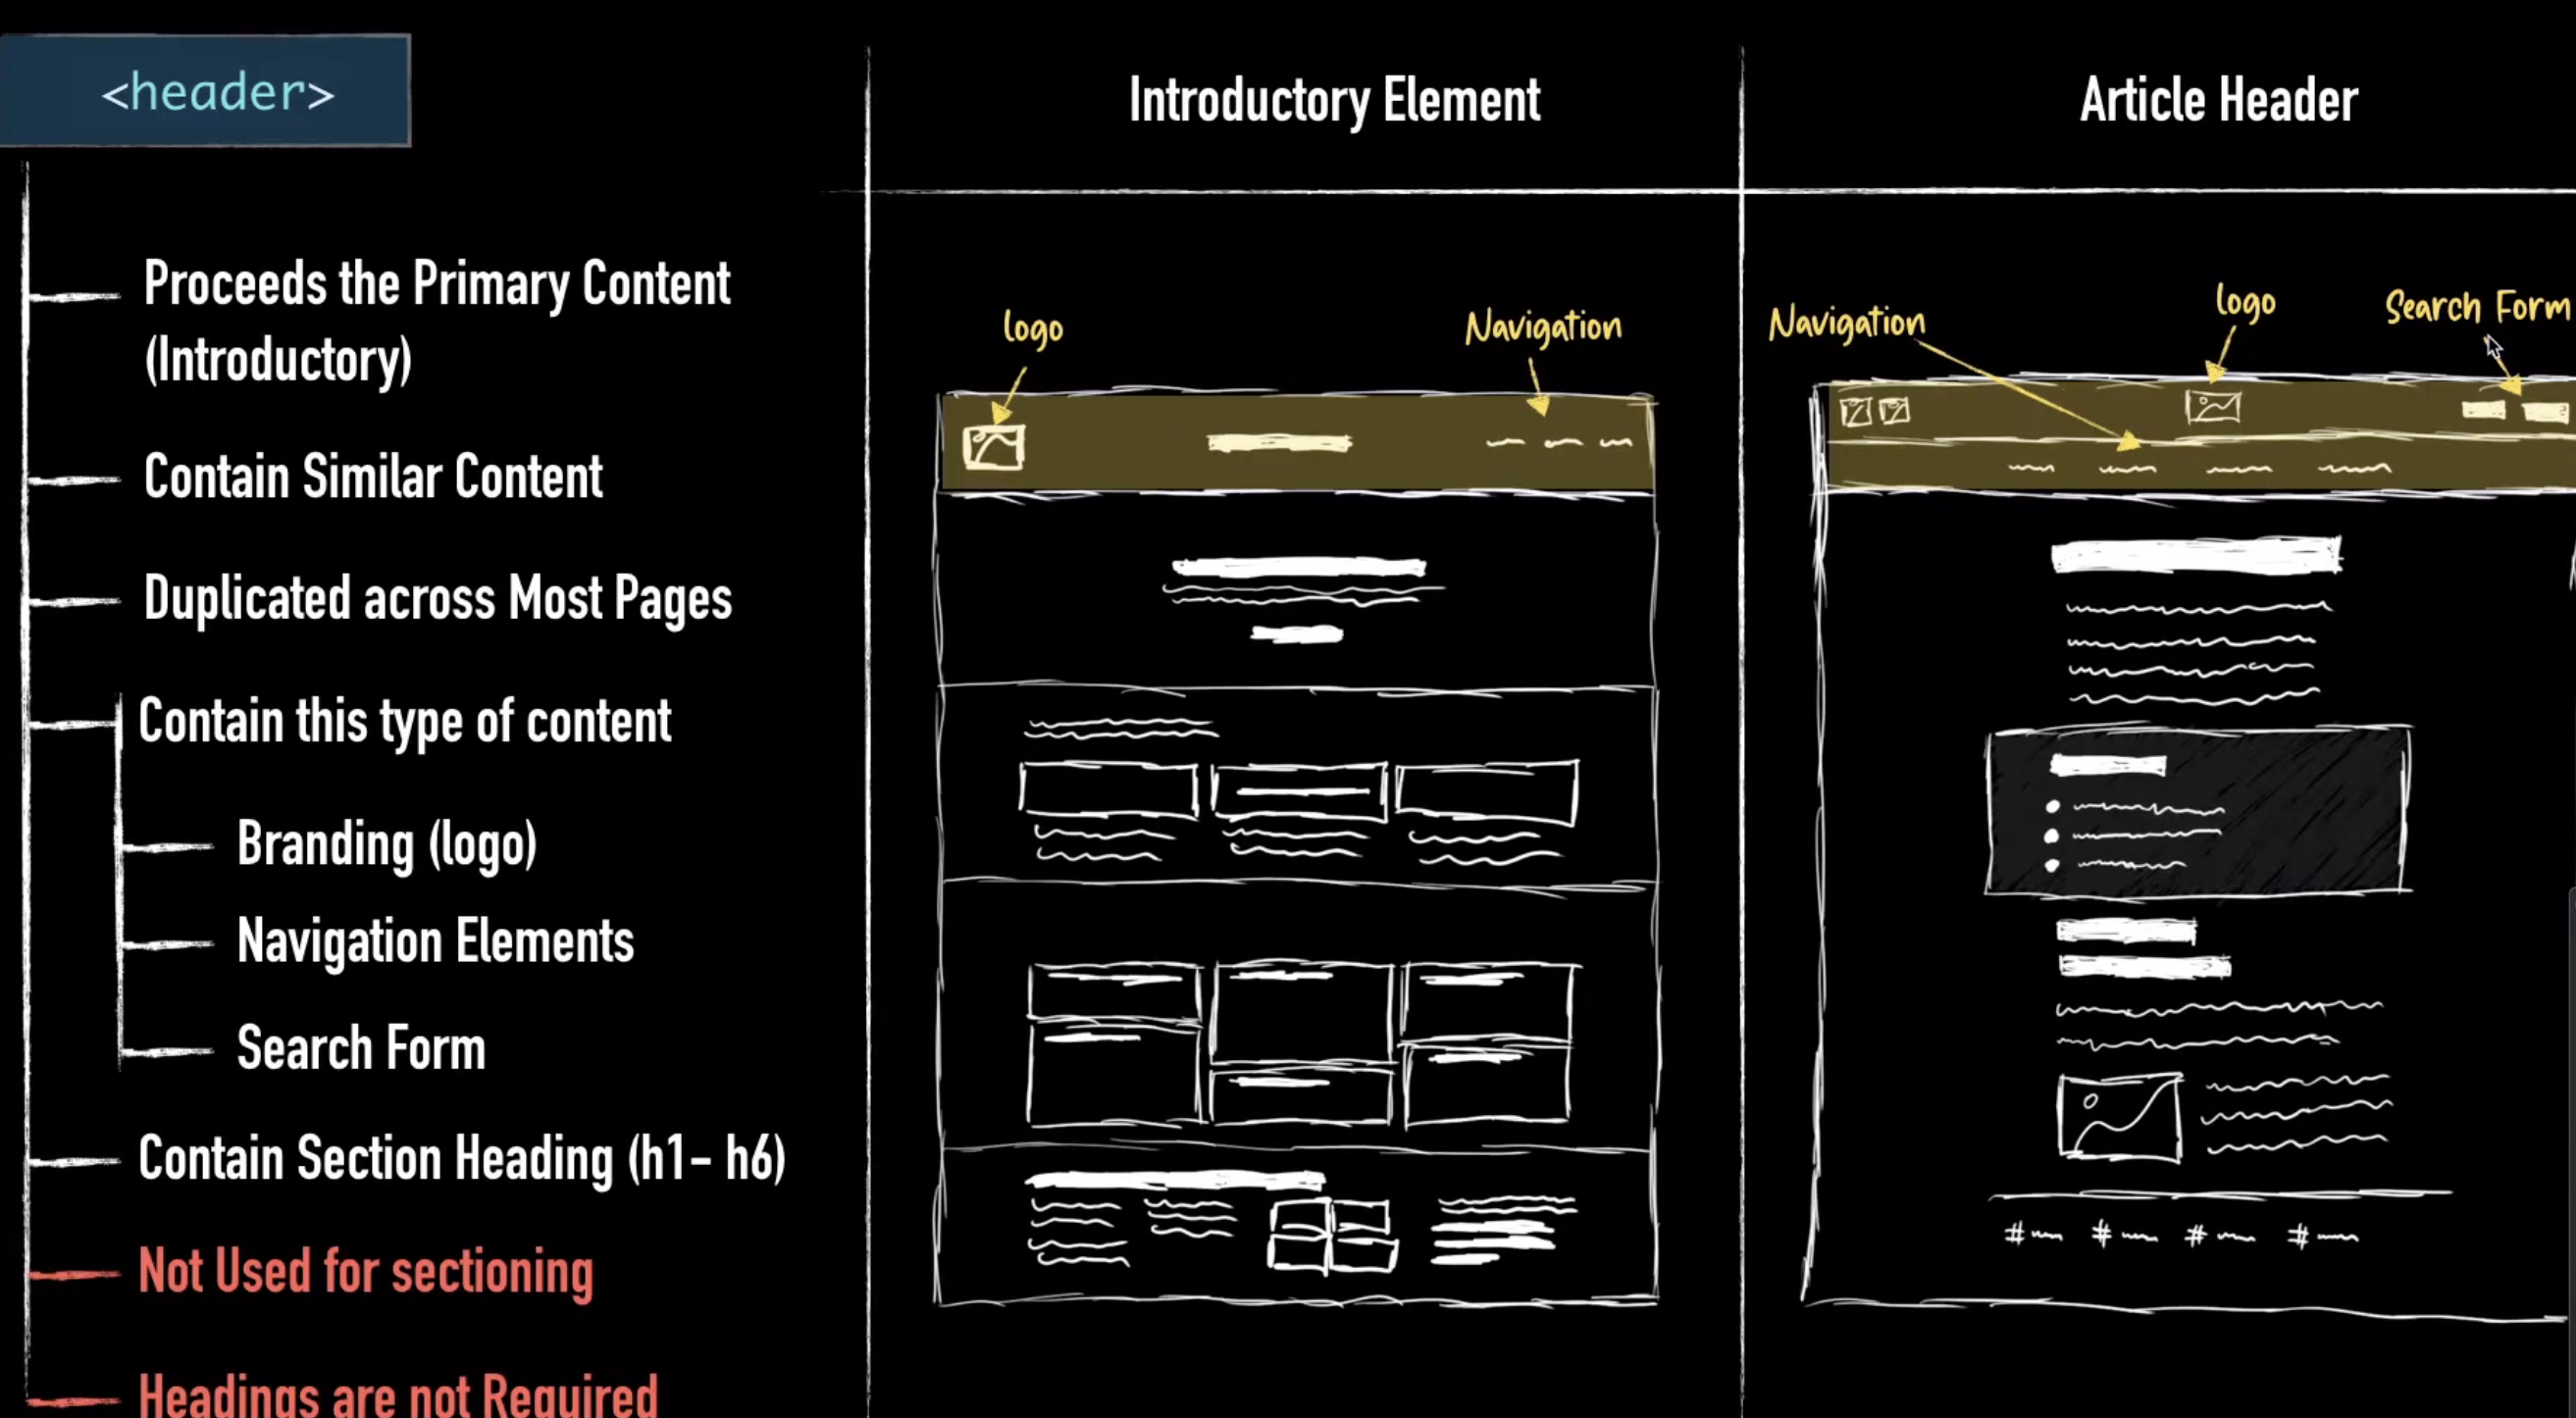 <header>
Proceeds the Primary Content
(Introductory)
Contain Similar Content
Duplicated across Most Pages
Contain this type of content
Branding (logo)
Navigation Elements
Search Form
Contain Section Heading (h1- h6)
Not Used for sectioning
Headings are not Required
Introductory Element
logo
Navigation
Article Header
Navigation
logo
Search Form
# # # #